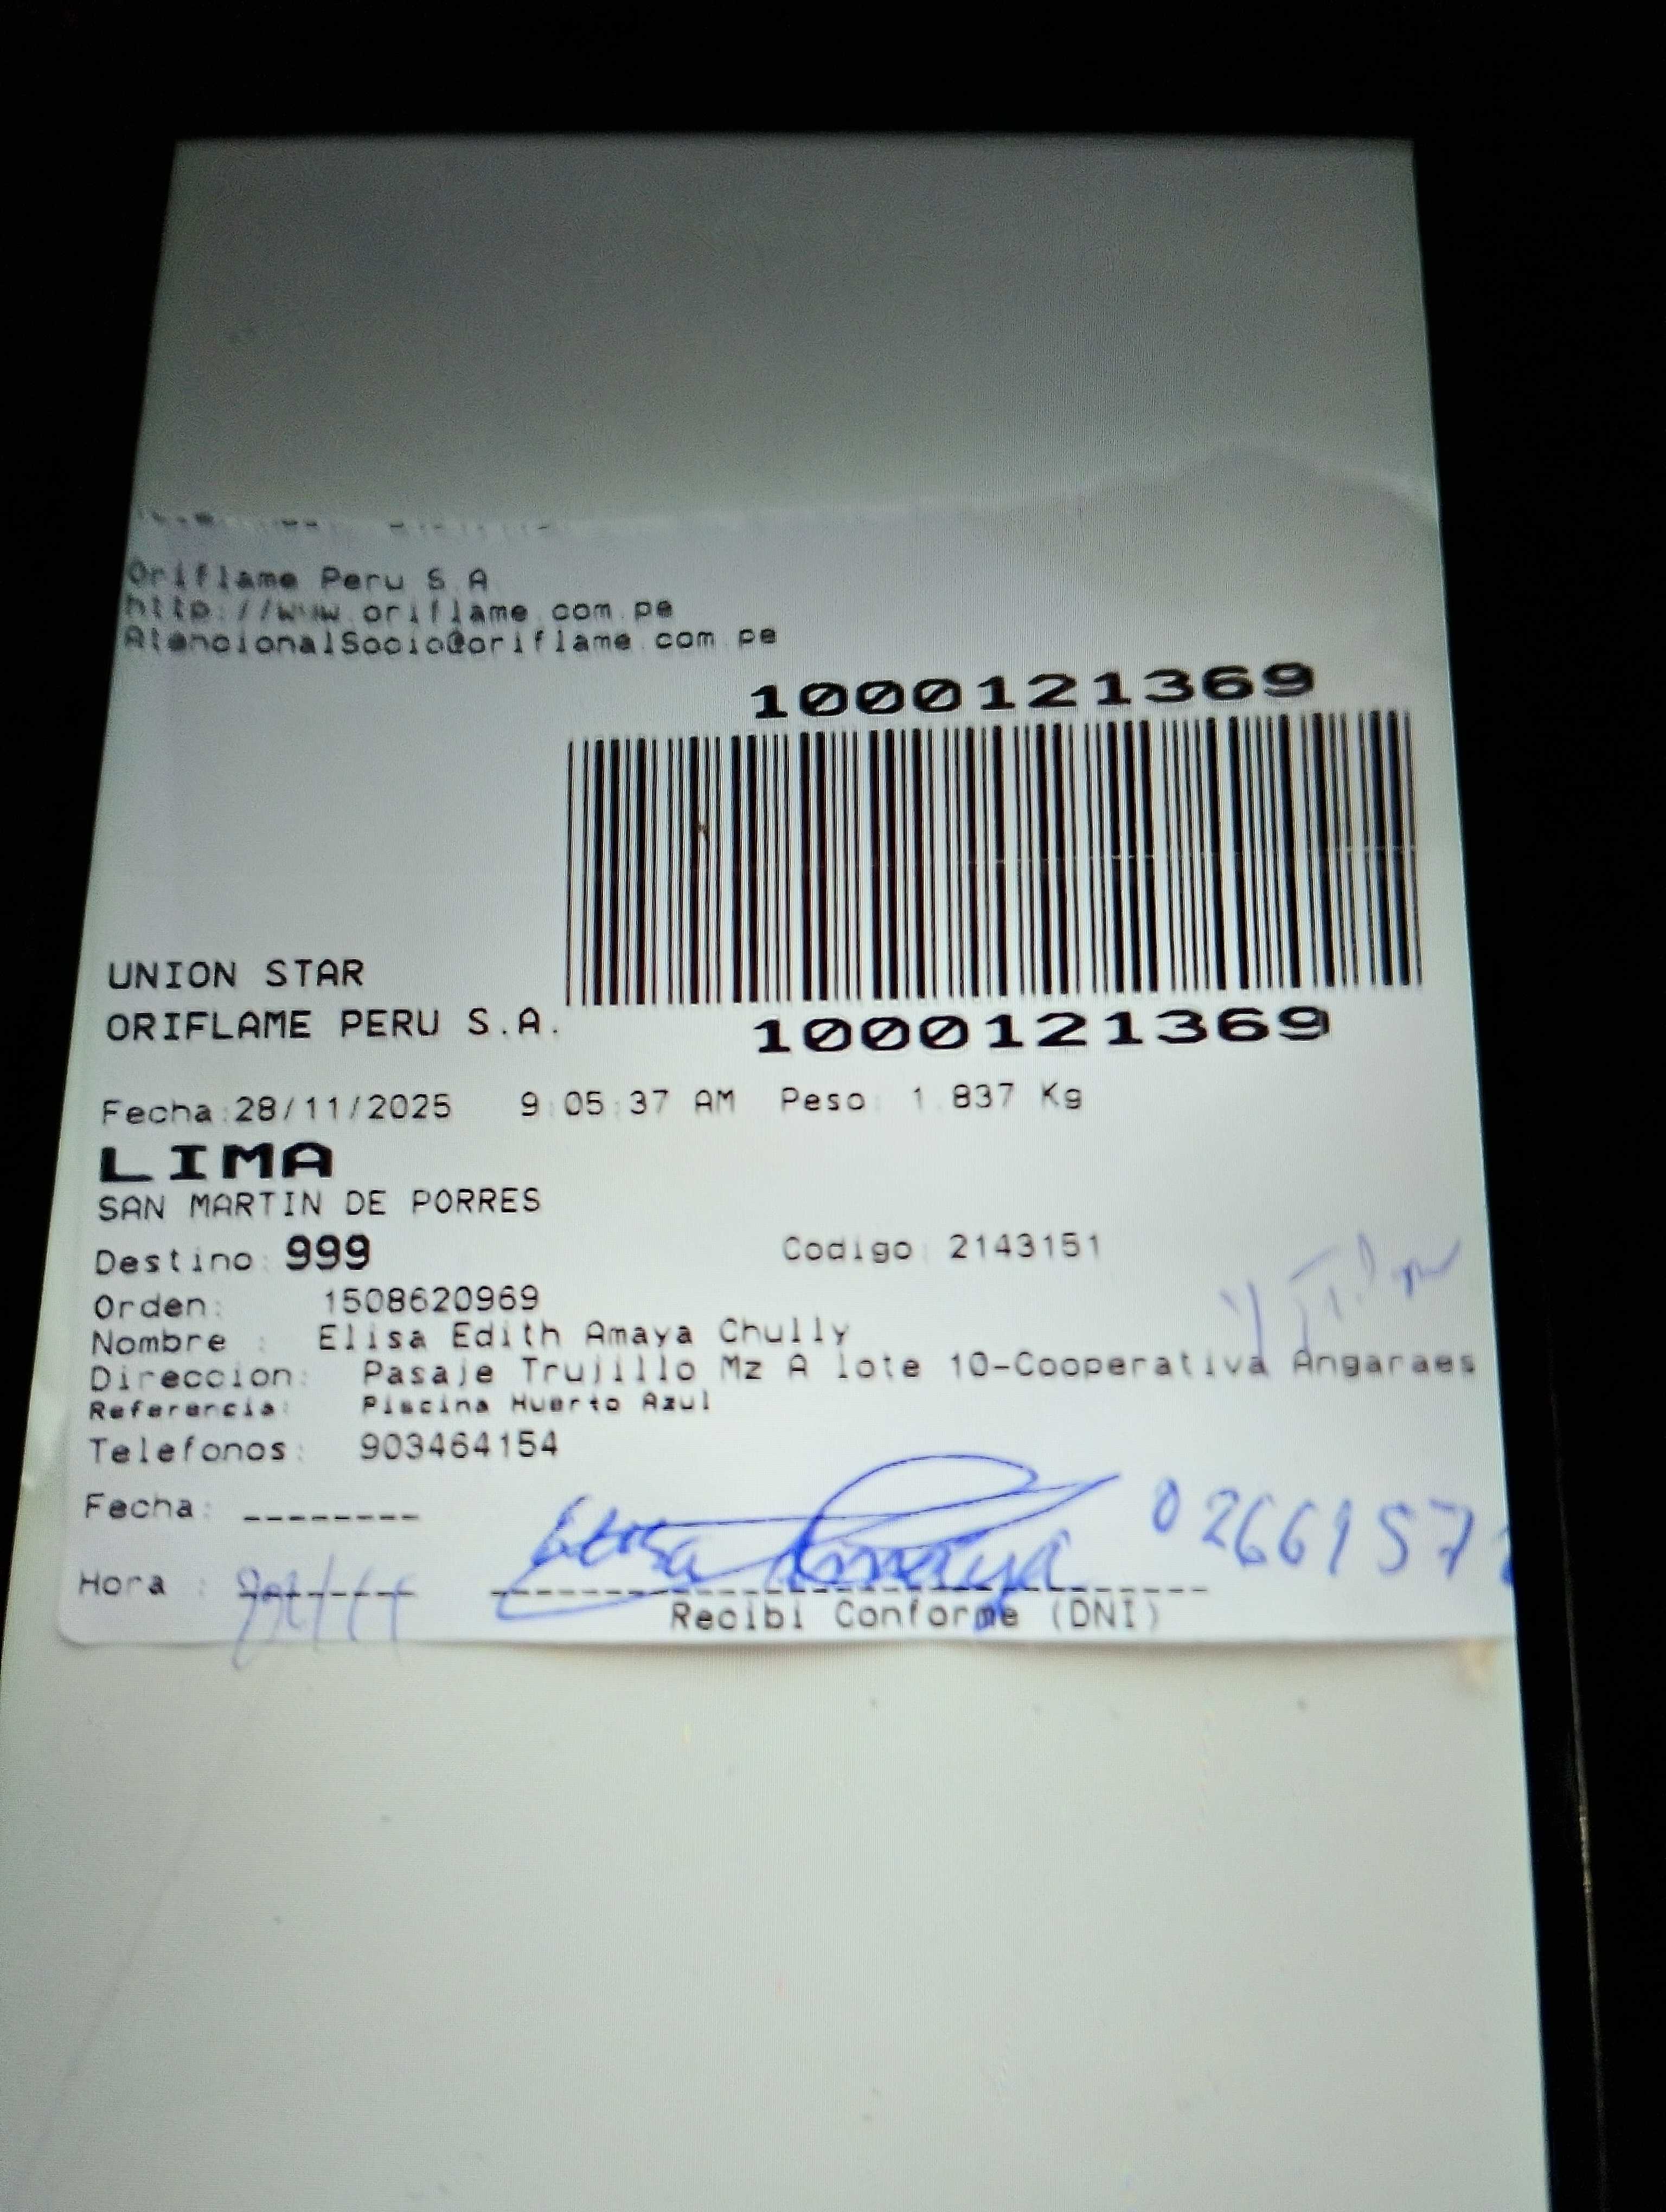 Oriflame Peru S.A
http://www.oriflame.com.pe
AtencionalSocio@oriflame.com.pe
1000121369
UNION STAR
ORIFLAME PERU S.A.
1000121369
Fecha:28/11/2025 9:05:37 AM Peso: 1.837 Kg
LIMA
SAN MARTIN DE PORRES
Destino: 999 Codigo: 2143151
Orden: 1508620969
Nombre : Elisa Edith Amaya Chully
Direccion: Pasaje Trujillo Mz A lote 10-Cooperativa Angaraes
Referencia: Piscina Huerto Azul
Telefonos: 903464154
Fecha: --------
Elisa Amaya 0266157
Hora :
Recibi Conforme (DNI)